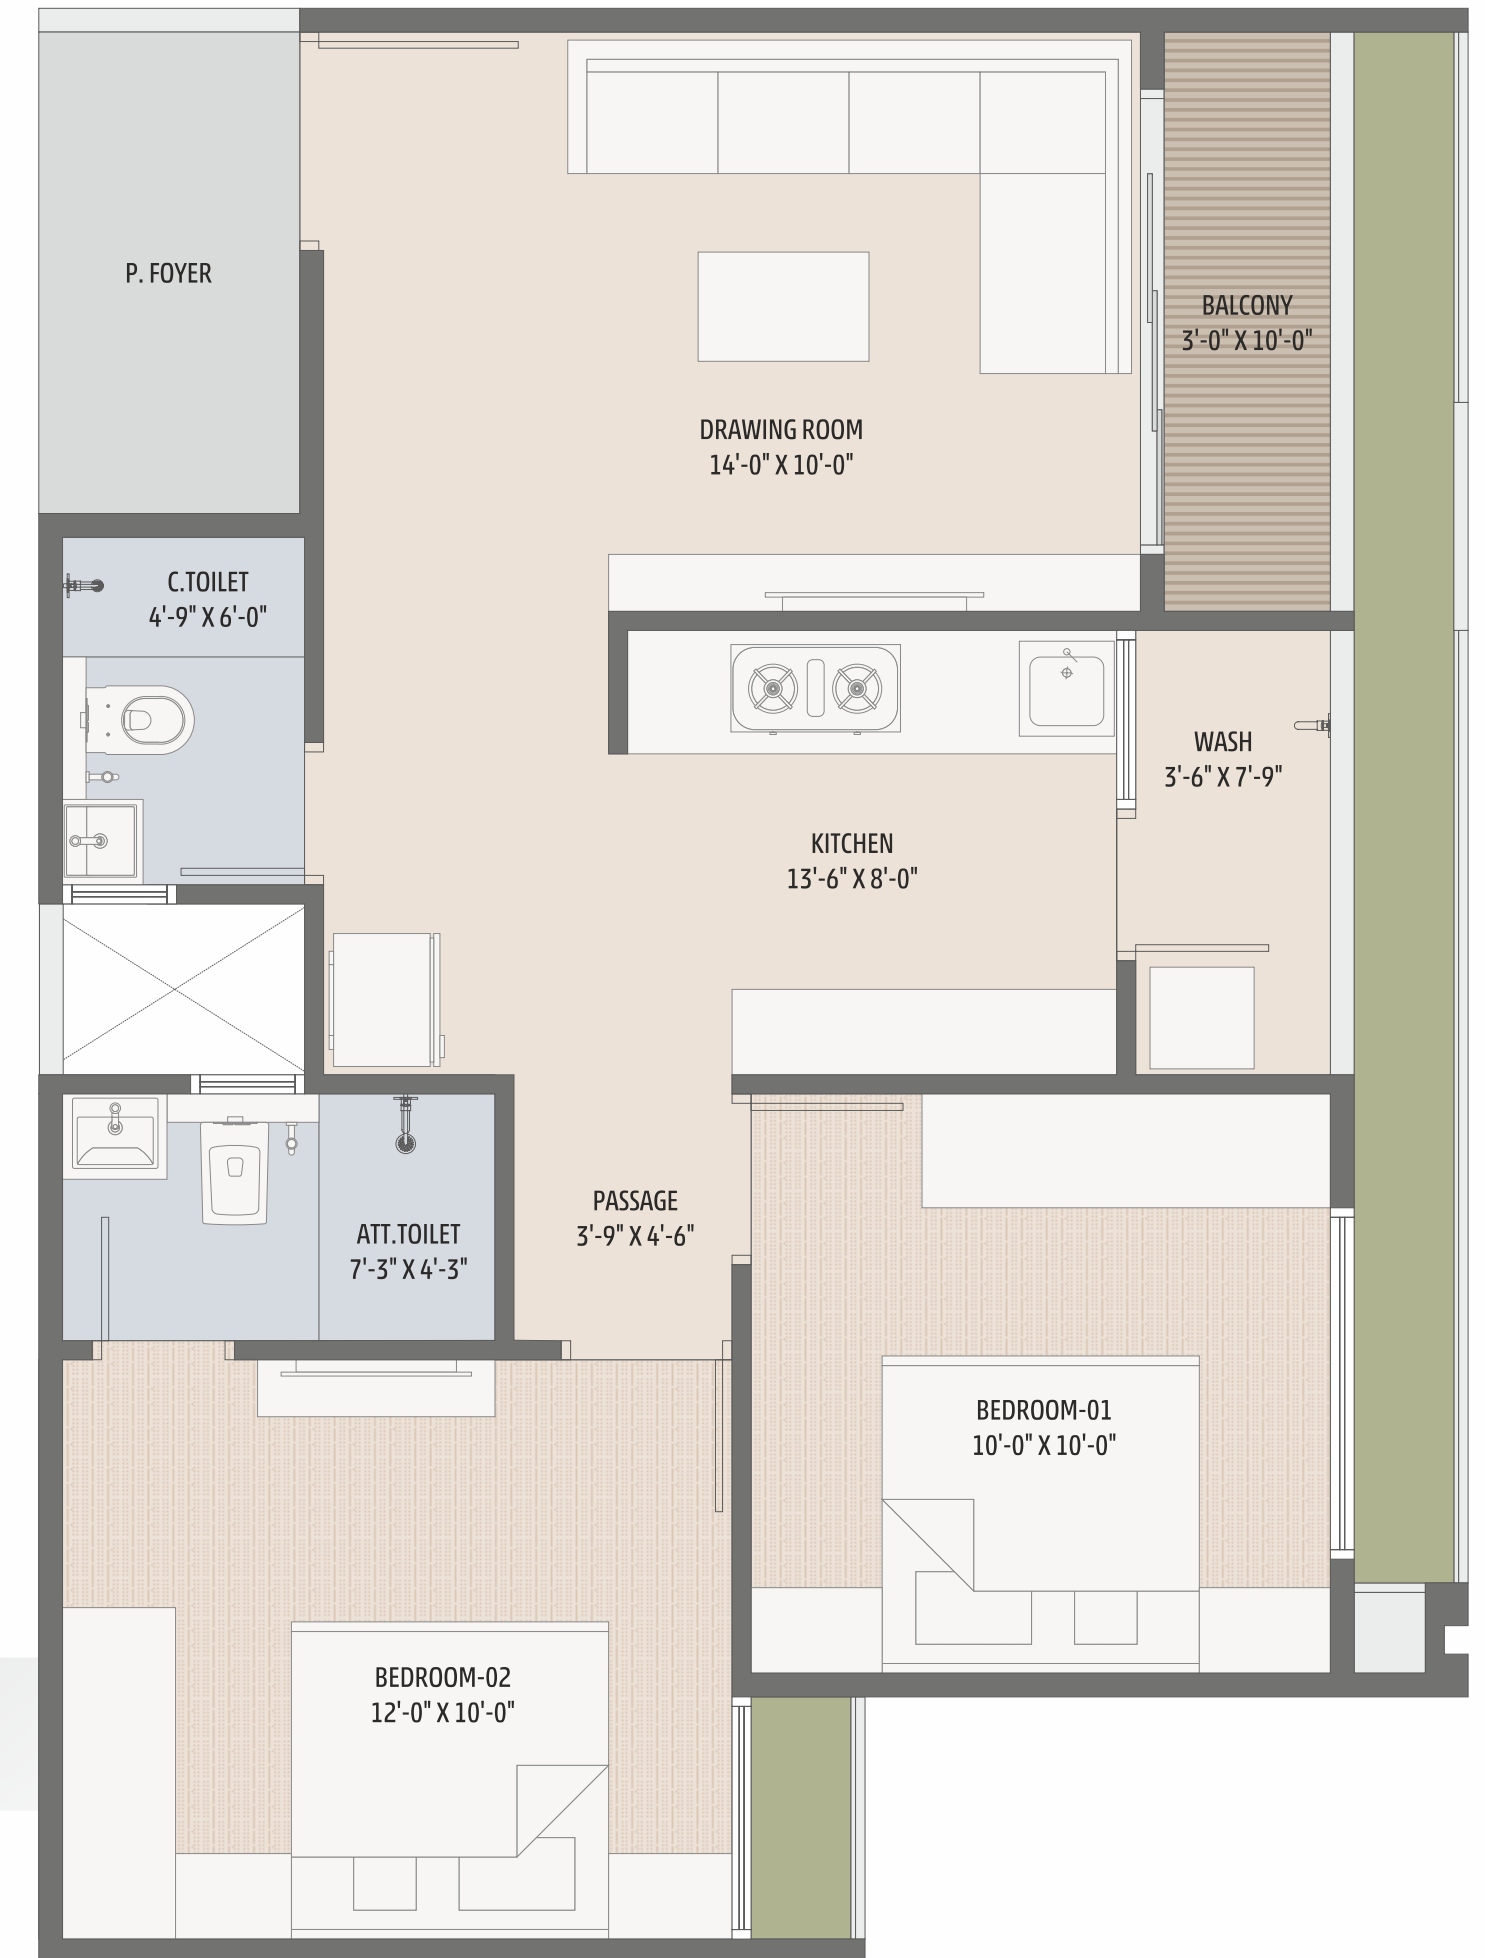 P. FOYER
BALCONY
3'-0" X 10'-0"
DRAWING ROOM
14'-0" X 10'-0"
C.TOILET
4'-9" X 6'-0"
WASH
3'-6" X 7'-9"
KITCHEN
13'-6" X 8'-0"
PASSAGE
3'-9" X 4'-6"
ATT.TOILET
7'-3" X 4'-3"
BEDROOM-01
10'-0" X 10'-0"
BEDROOM-02
12'-0" X 10'-0"